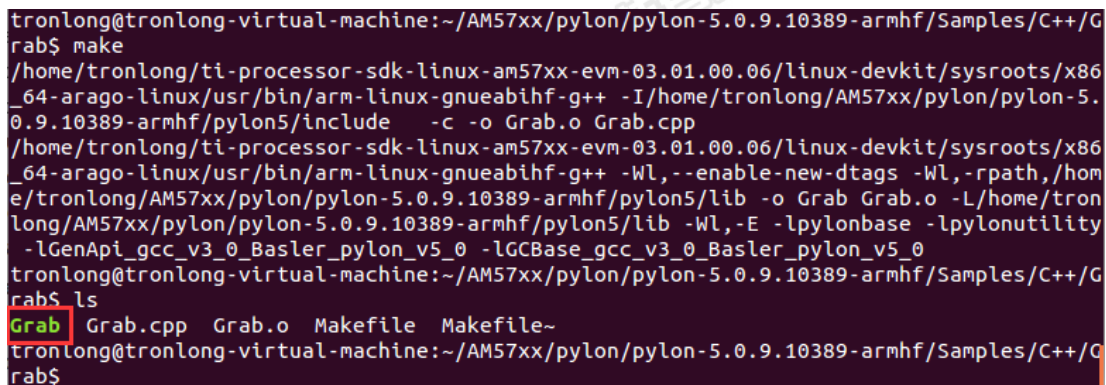 tronlong@tronlong-virtual-machine:~/AM57xx/pylon/pylon-5.0.9.10389-armhf/Samples/C++/G
rab$ make
/home/tronlong/ti-processor-sdk-linux-am57xx-evm-03.01.00.06/linux-devkit/sysroots/x86
_64-arago-linux/usr/bin/arm-linux-gnueabihf-g++ -I/home/tronlong/AM57xx/pylon/pylon-5.
0.9.10389-armhf/pylon5/include   -c -o Grab.o Grab.cpp
/home/tronlong/ti-processor-sdk-linux-am57xx-evm-03.01.00.06/linux-devkit/sysroots/x86
_64-arago-linux/usr/bin/arm-linux-gnueabihf-g++ -Wl,--enable-new-dtags -Wl,-rpath,/hom
e/tronlong/AM57xx/pylon/pylon-5.0.9.10389-armhf/pylon5/lib -o Grab Grab.o -L/home/tron
long/AM57xx/pylon/pylon-5.0.9.10389-armhf/pylon5/lib -Wl,-E -lpylonbase -lpylonutility
 -lGenApi_gcc_v3_0_Basler_pylon_v5_0 -lGCBase_gcc_v3_0_Basler_pylon_v5_0
tronlong@tronlong-virtual-machine:~/AM57xx/pylon/pylon-5.0.9.10389-armhf/Samples/C++/G
rab$ ls
Grab  Grab.cpp  Grab.o  Makefile  Makefile~
tronlong@tronlong-virtual-machine:~/AM57xx/pylon/pylon-5.0.9.10389-armhf/Samples/C++/G
rab$